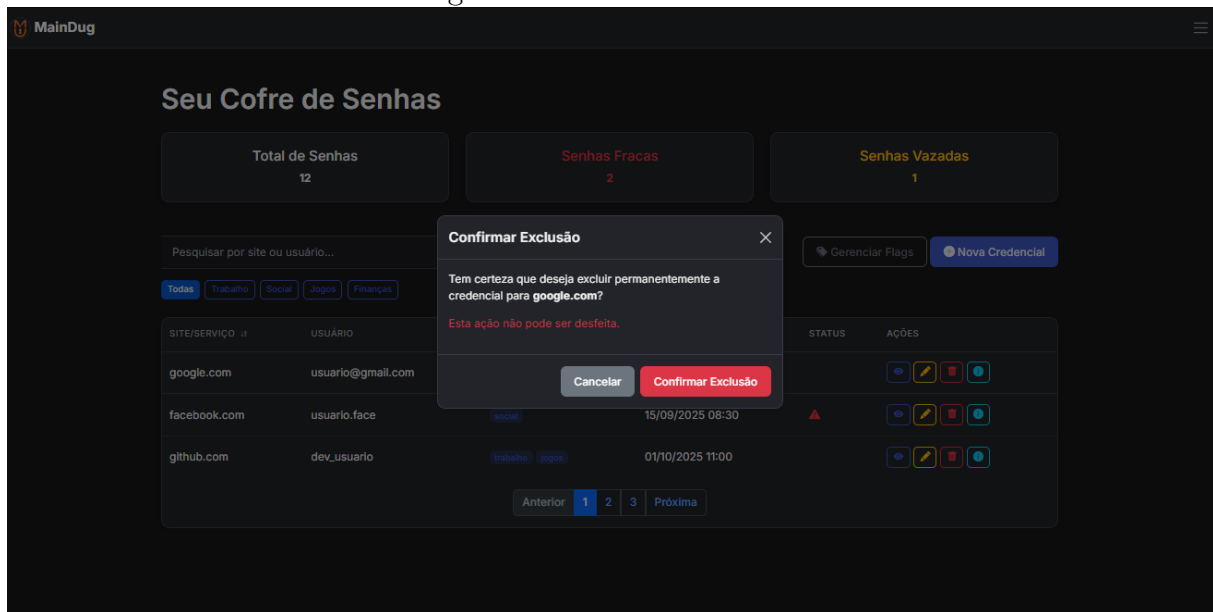 MainDug
Seu Cofre de Senhas
Total de Senhas
12
Senhas Fracas
2
Senhas Vazadas
1
Pesquisar por site ou usuário...
Gerenciar Flags
Nova Credencial
Todas
Trabalho
Social
Jogos
Finanças
Confirmar Exclusão
Tem certeza que deseja excluir permanentemente a
credencial para google.com?
Esta ação não pode ser desfeita.
Cancelar
Confirmar Exclusão
SITE/SERVIÇO
USUÁRIO
STATUS
AÇÕES
google.com
usuario@gmail.com
facebook.com
usuario.face
social
15/09/2025 08:30
github.com
dev_usuario
trabalho
jogos
01/10/2025 11:00
Anterior
1
2
3
Próxima